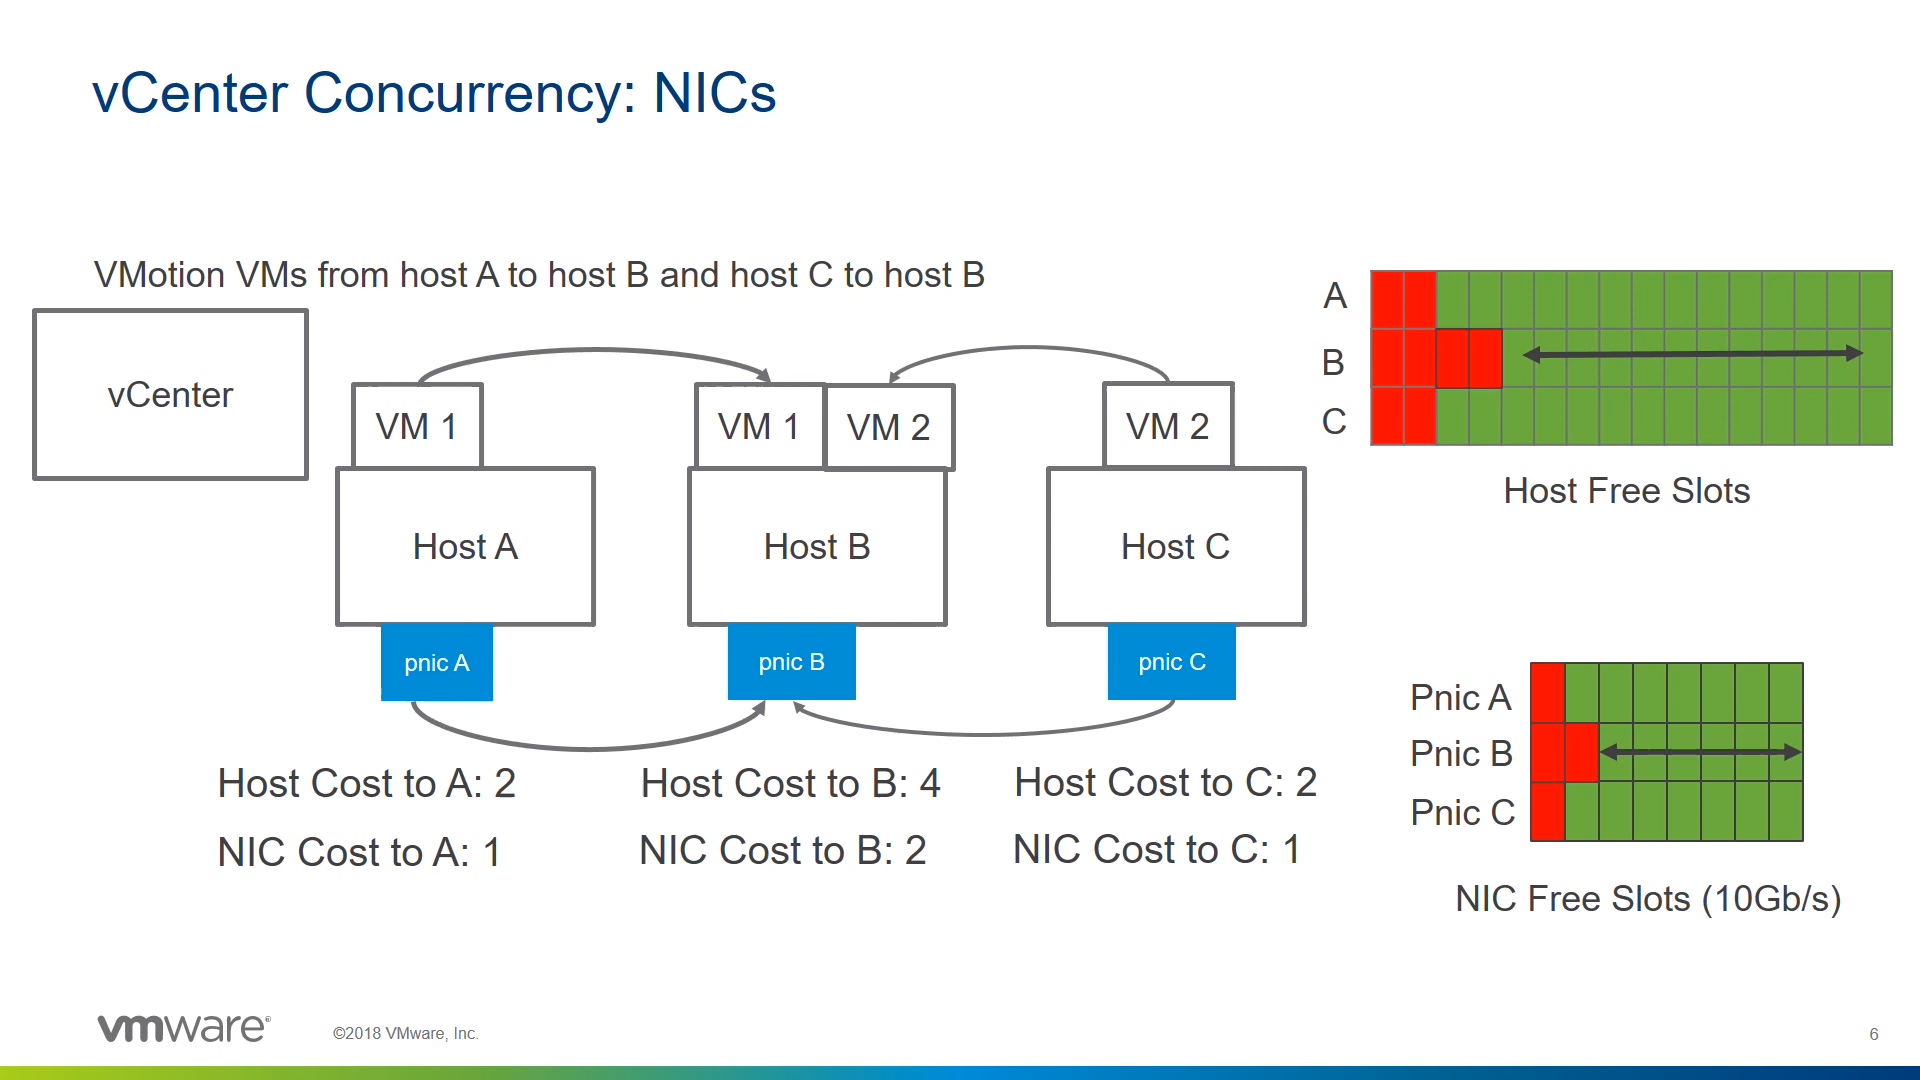 vCenter Concurrency: NICs
VMotion VMs from host A to host B and host C to host B
vCenter
VM 1
VM 1
VM 2
VM 2
Host A
Host B
Host C
pnic A
pnic B
pnic C
Host Cost to A: 2
Host Cost to B: 4
Host Cost to C: 2
NIC Cost to A: 1
NIC Cost to B: 2
NIC Cost to C: 1
A
B
C
Host Free Slots
Pnic A
Pnic B
Pnic C
NIC Free Slots (10Gb/s)
vmware®
©2018 VMware, Inc.
6